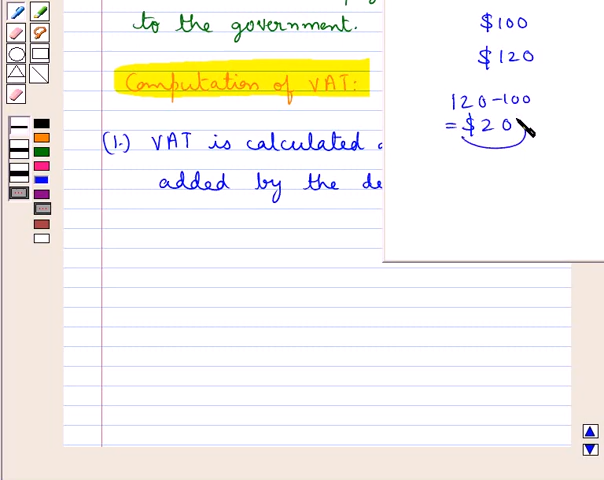 to the government.
Computation of VAT:
(1.) VAT is calculated
added by the
$100
$120
120-100
= $20